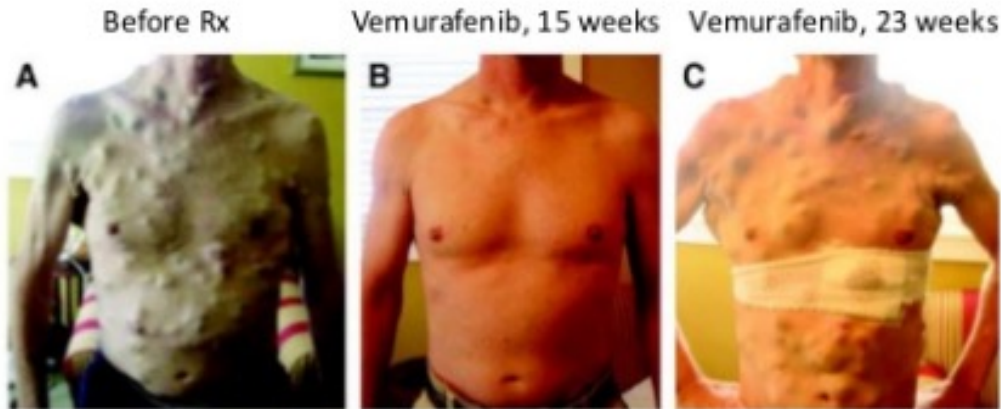 Before Rx
Vemurafenib, 15 weeks
Vemurafenib, 23 weeks
A
B
C